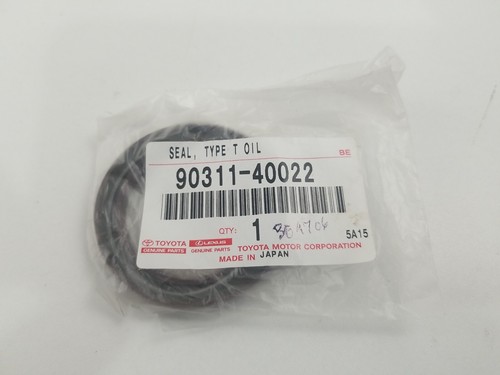 SEAL, TYPE T OIL BE
90311-40022
QTY: 1 5A15
TOYOTA LEXUS
GENUINE PARTS GENUINE PARTS TOYOTA MOTOR CORPORATION
MADE IN JAPAN